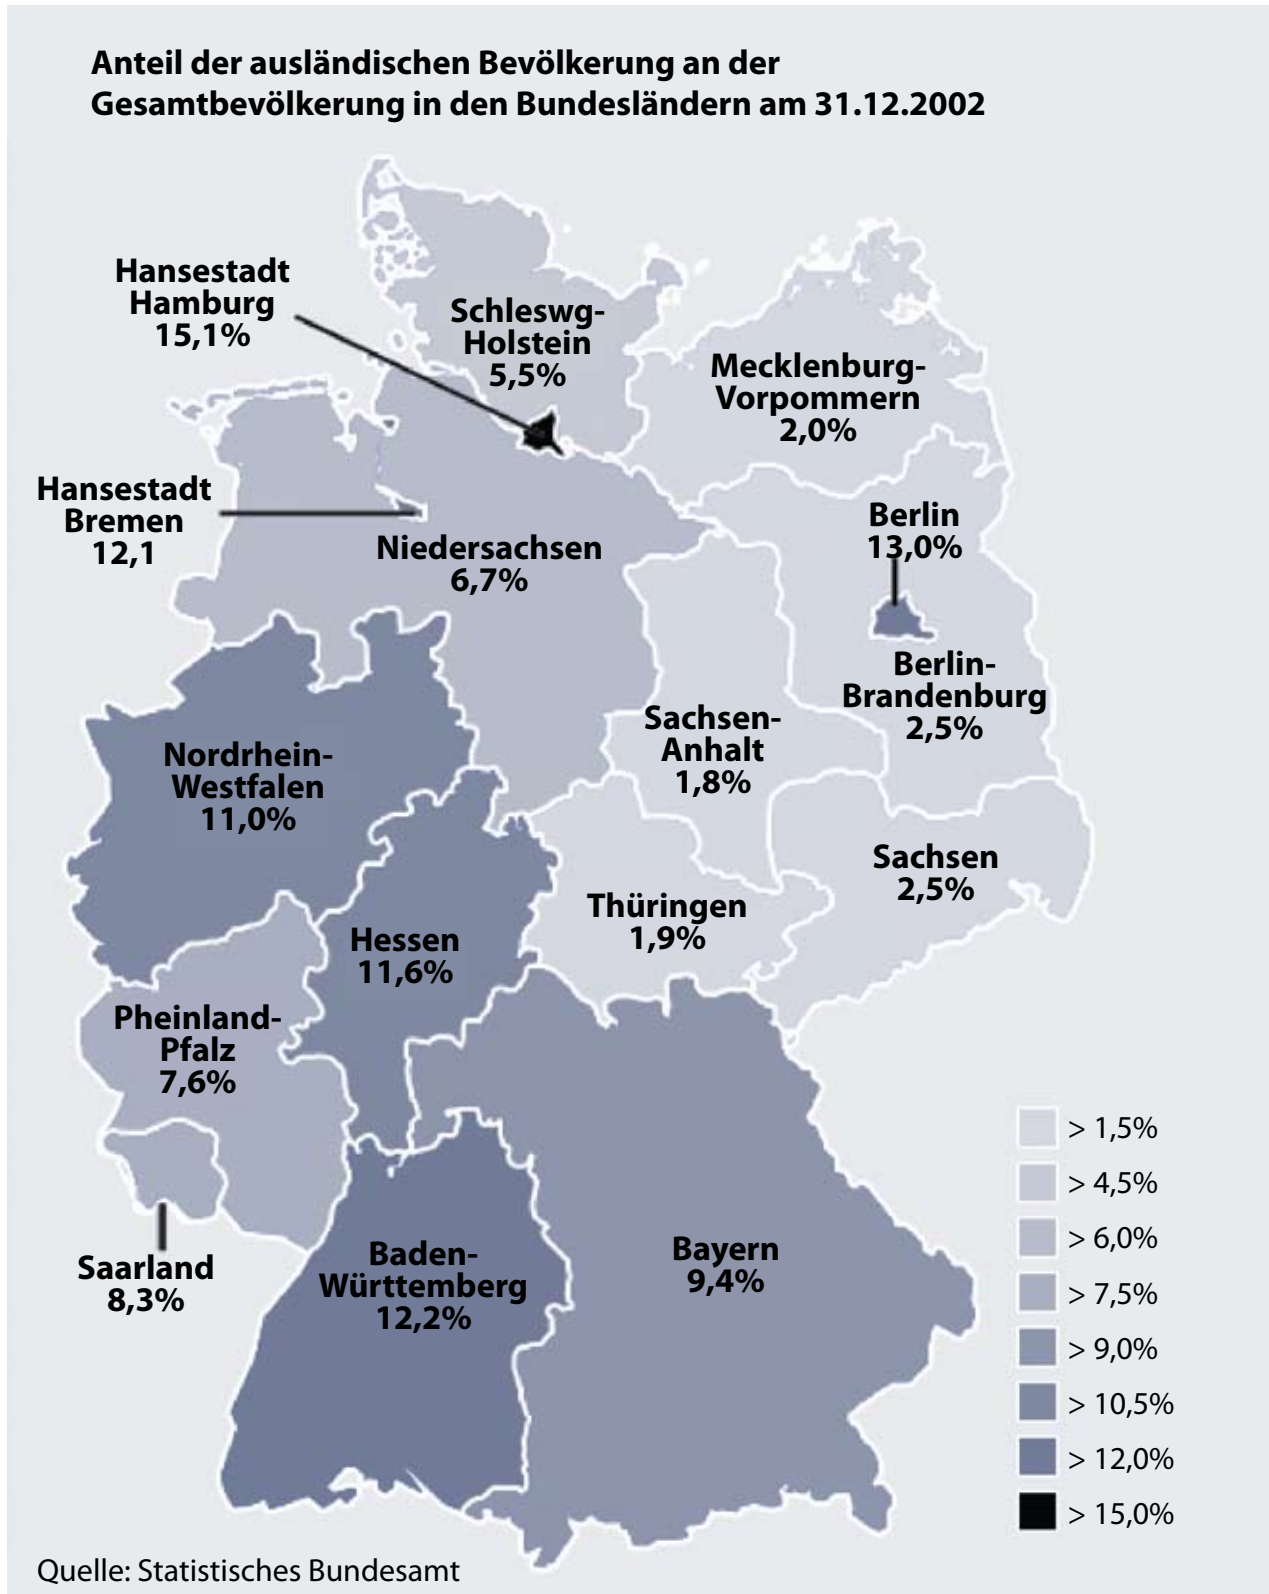 Anteil der ausländischen Bevölkerung an der
Gesamtbevölkerung in den Bundesländern am 31.12.2002
Hansestadt
Hamburg
15,1%
Schleswg-
Holstein
5,5%
Mecklenburg-
Vorpommern
2,0%
Hansestadt
Bremen
12,1
Niedersachsen
6,7%
Berlin
13,0%
Berlin-
Brandenburg
2,5%
Sachsen-
Anhalt
1,8%
Nordrhein-
Westfalen
11,0%
Sachsen
2,5%
Thüringen
1,9%
Hessen
11,6%
Pheinland-
Pfalz
7,6%
Saarland
8,3%
Baden-
Württemberg
12,2%
Bayern
9,4%
> 1,5%
> 4,5%
> 6,0%
> 7,5%
> 9,0%
> 10,5%
> 12,0%
> 15,0%
Quelle: Statistisches Bundesamt